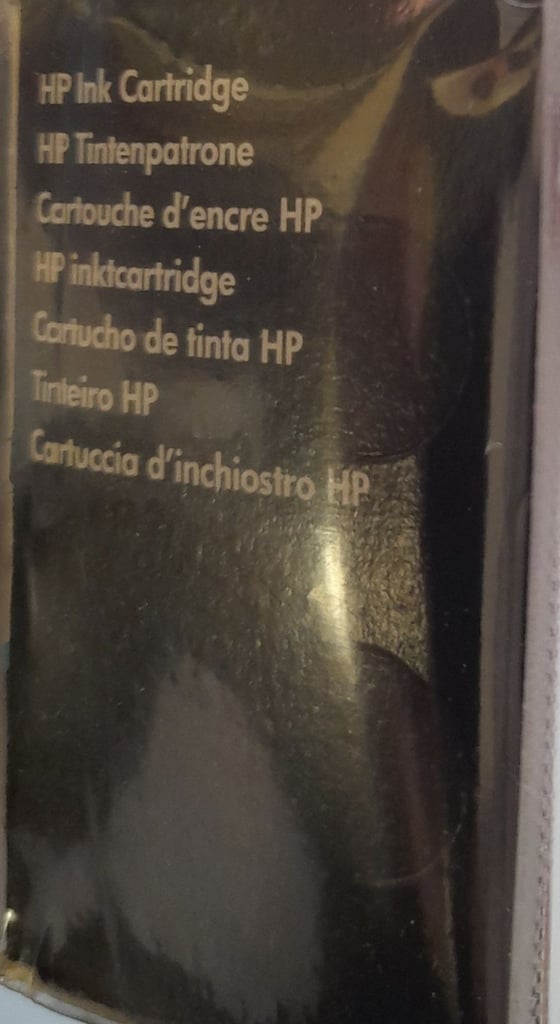 HP Ink Cartridge
HP Tintenpatrone
Cartouche d'encre HP
HP inktcartridge
Cartucho de tinta HP
Tinteiro HP
Cartuccia d'inchiostro HP